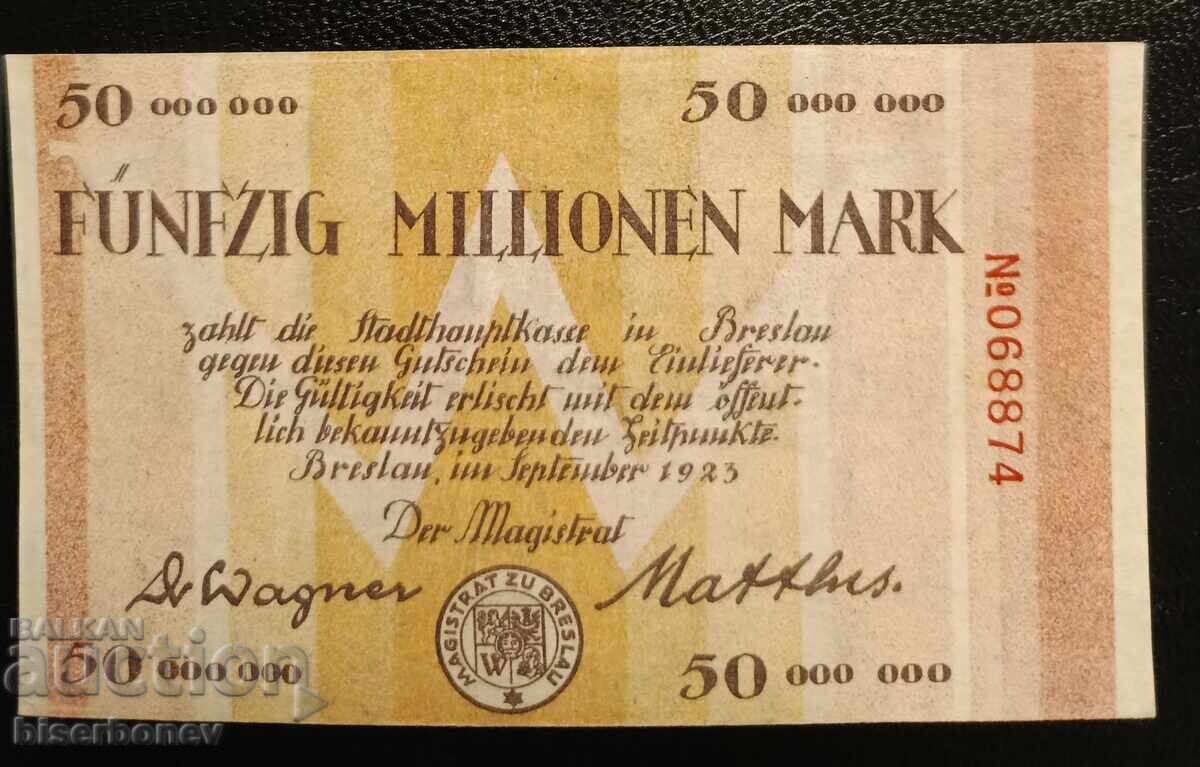 50 000 000 50 000 000
FÜNFZIG MILLIONEN MARK
zahlt die Stadthauptkasse in Breslau
gegen diesen Gutschein dem Einlieferer.
Die Gültigkeit erlischt mit dem öffent-
lich bekanntzugebenden Zeitpunkte.
Breslau, im September 1923
Der Magistrat
Dr Wagner Matthus.
MAGISTRAT ZU BRESLAU
W
50 000 000 50 000 000
№068874
BALKAN
auction
biserbonev